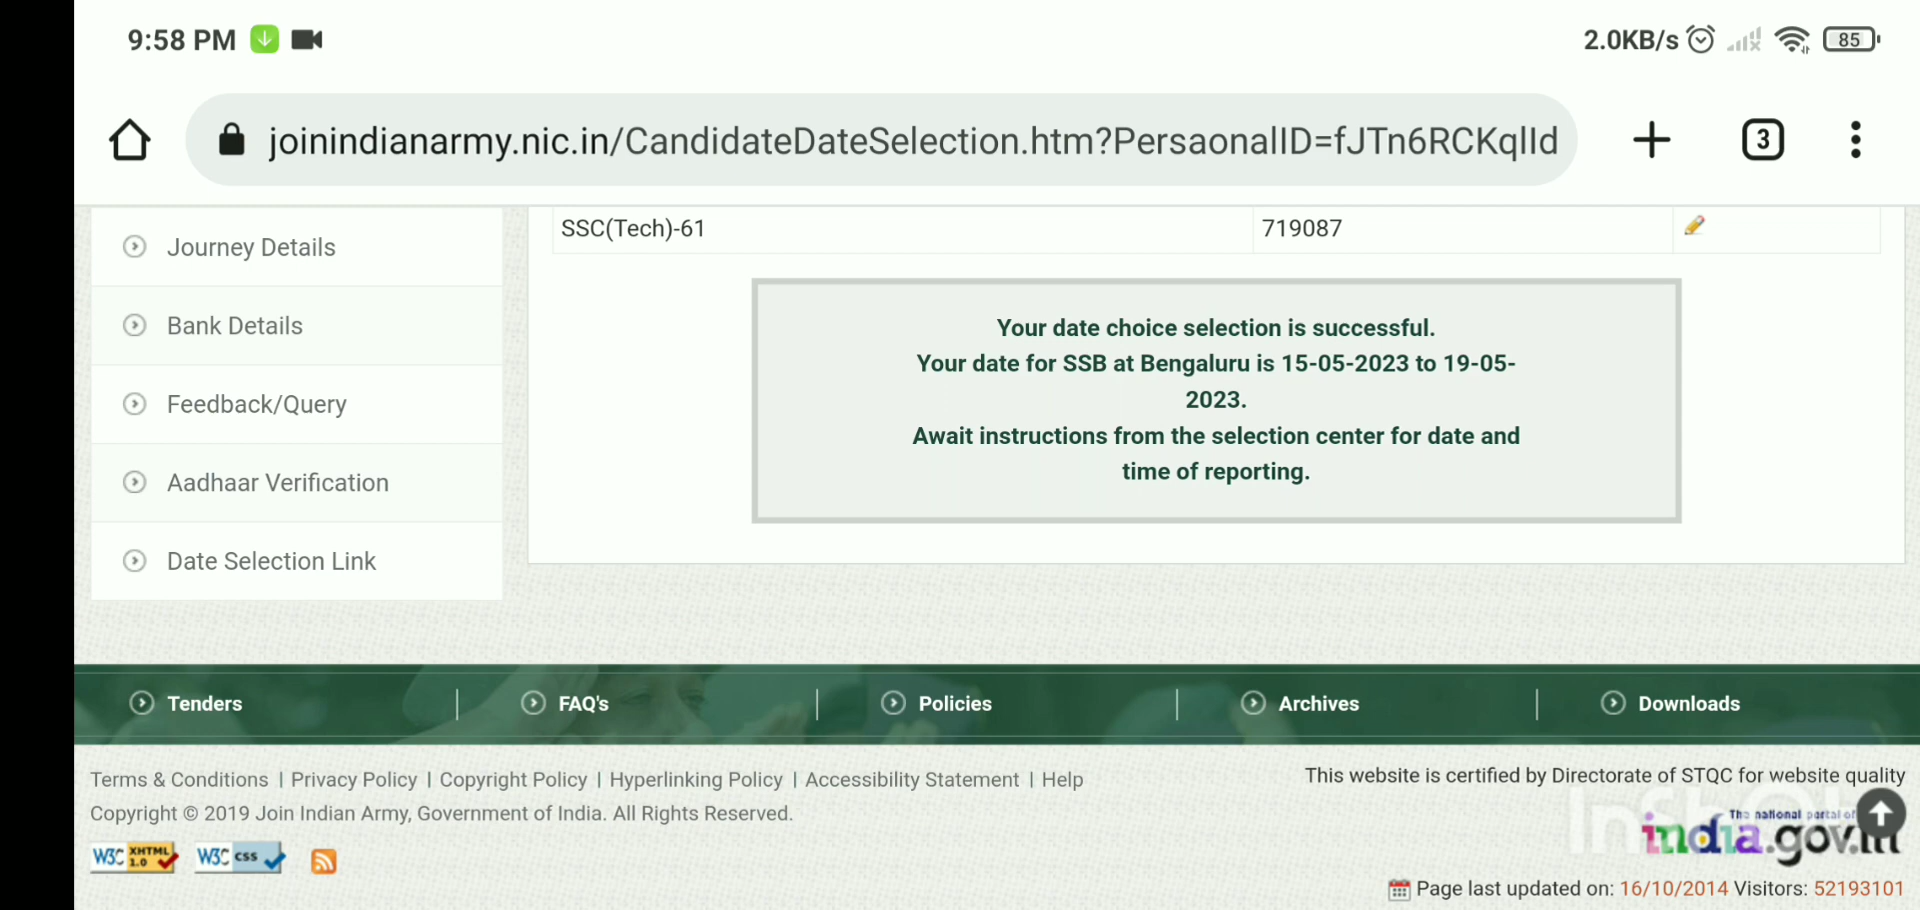 9:58 PM
2.0KB/s
85
joinindianarmy.nic.in/CandidateDateSelection.htm?PersaonalID=fJTn6RCKqlId
3
SSC(Tech)-61 719087
Journey Details
Bank Details
Feedback/Query
Aadhaar Verification
Date Selection Link
Your date choice selection is successful.
Your date for SSB at Bengaluru is 15-05-2023 to 19-05-
2023.
Await instructions from the selection center for date and
time of reporting.
Tenders | FAQ's | Policies | Archives | Downloads
Terms & Conditions | Privacy Policy | Copyright Policy | Hyperlinking Policy | Accessibility Statement | Help
Copyright © 2019 Join Indian Army, Government of India. All Rights Reserved.
W3C XHTML 1.0 W3C CSS
This website is certified by Directorate of STQC for website quality
The national portal of
india.gov.in
Page last updated on: 16/10/2014 Visitors: 52193101